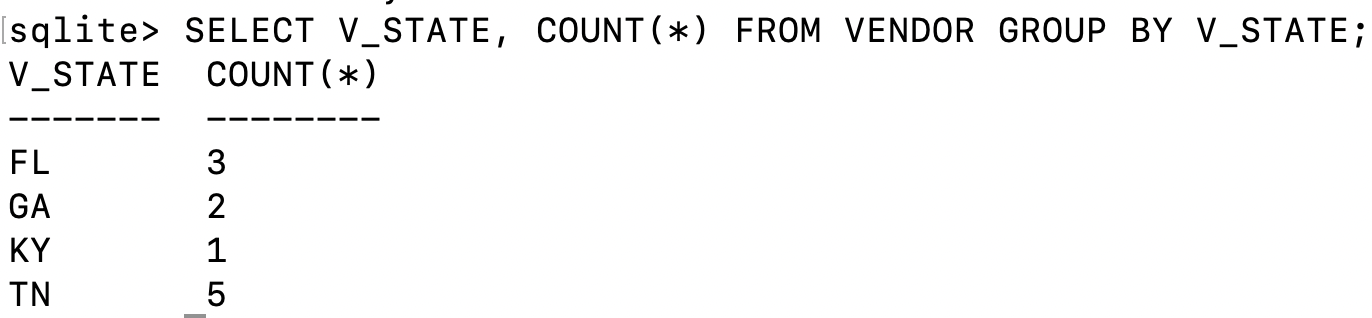 sqlite> SELECT V_STATE, COUNT(*) FROM VENDOR GROUP BY V_STATE;
V_STATE  COUNT(*)
-------  --------
FL       3
GA       2
KY       1
TN       5